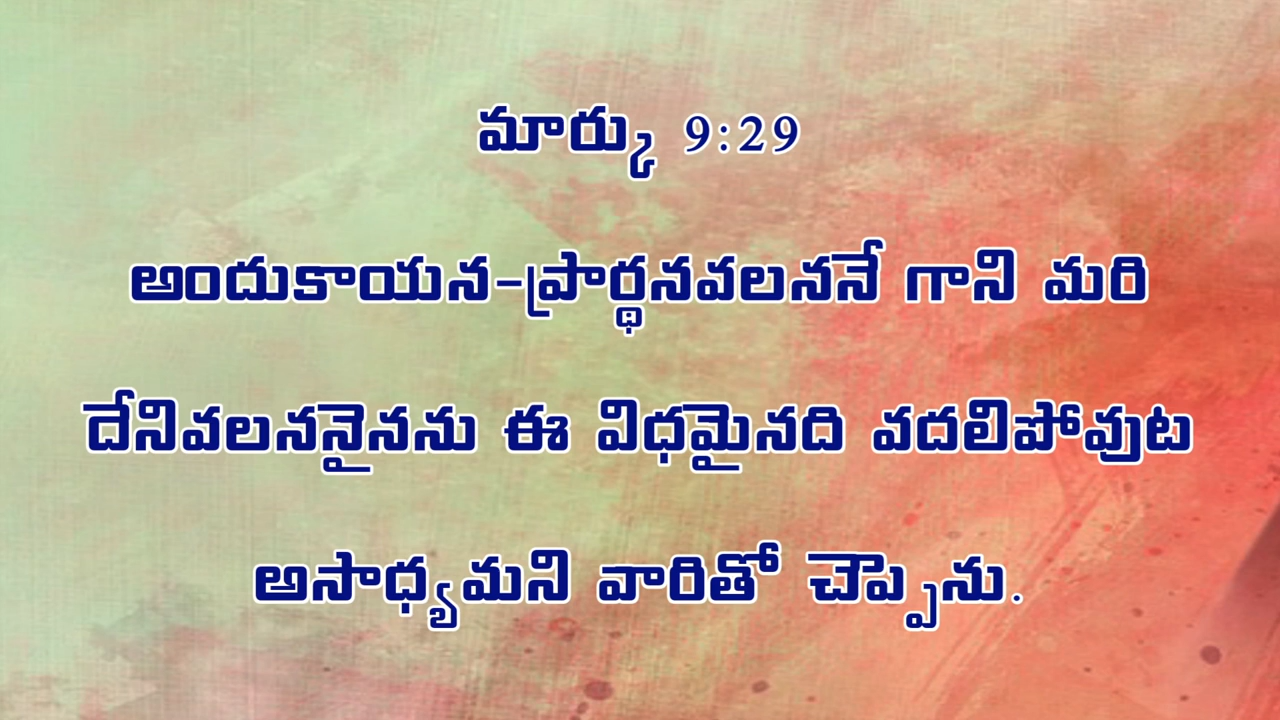 మార్కు 9:29
అందుకాయన-ప్రార్థనవలననే గాని మరి
దేనివలననైనను ఈ విధమైనది వదలిపోవుట
అసాధ్యమని వారితో చెప్పెను.